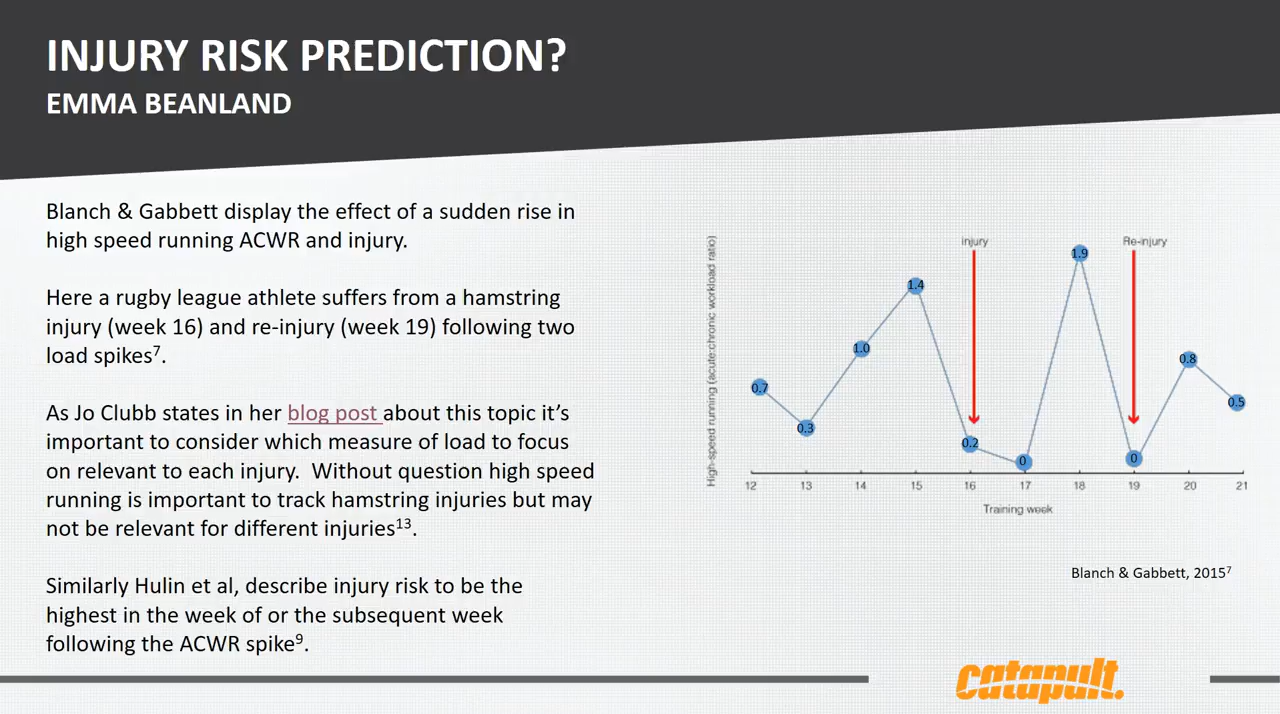 INJURY RISK PREDICTION?
EMMA BEANLAND
Blanch & Gabbett display the effect of a sudden rise in
high speed running ACWR and injury.
Here a rugby league athlete suffers from a hamstring
injury (week 16) and re-injury (week 19) following two
load spikes⁷.
As Jo Clubb states in her blog post about this topic it's
important to consider which measure of load to focus
on relevant to each injury.  Without question high speed
running is important to track hamstring injuries but may
not be relevant for different injuries¹³.
Similarly Hulin et al, describe injury risk to be the
highest in the week of or the subsequent week
following the ACWR spike⁹.
High-speed running (acute:chronic workload ratio)
Injury
Re-injury
0.7
0.3
1.0
1.4
0.2
0
1.9
0
0.8
0.5
12 13 14 15 16 17 18 19 20 21
Training week
Blanch & Gabbett, 2015⁷
catapult.